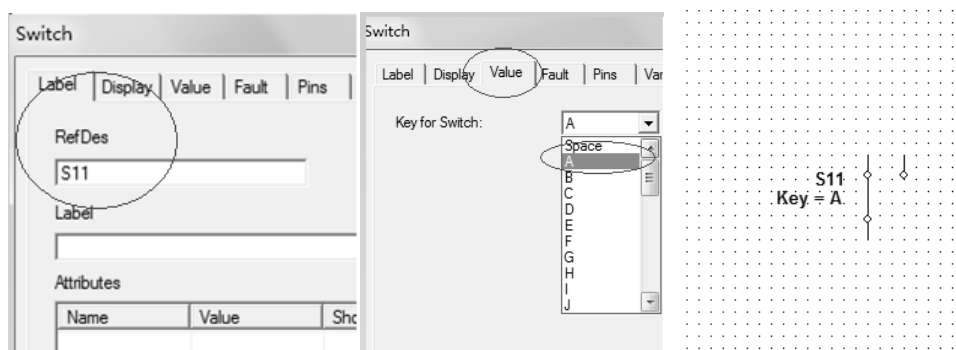 Switch
Label Display Value Fault Pins
RefDes
S11
Label
Attributes
Name Value Sho
Switch
Label Display Value Fault Pins Var
Key for Switch:
A
Space
A
B
C
D
E
F
G
H
I
J
S11
Key = A